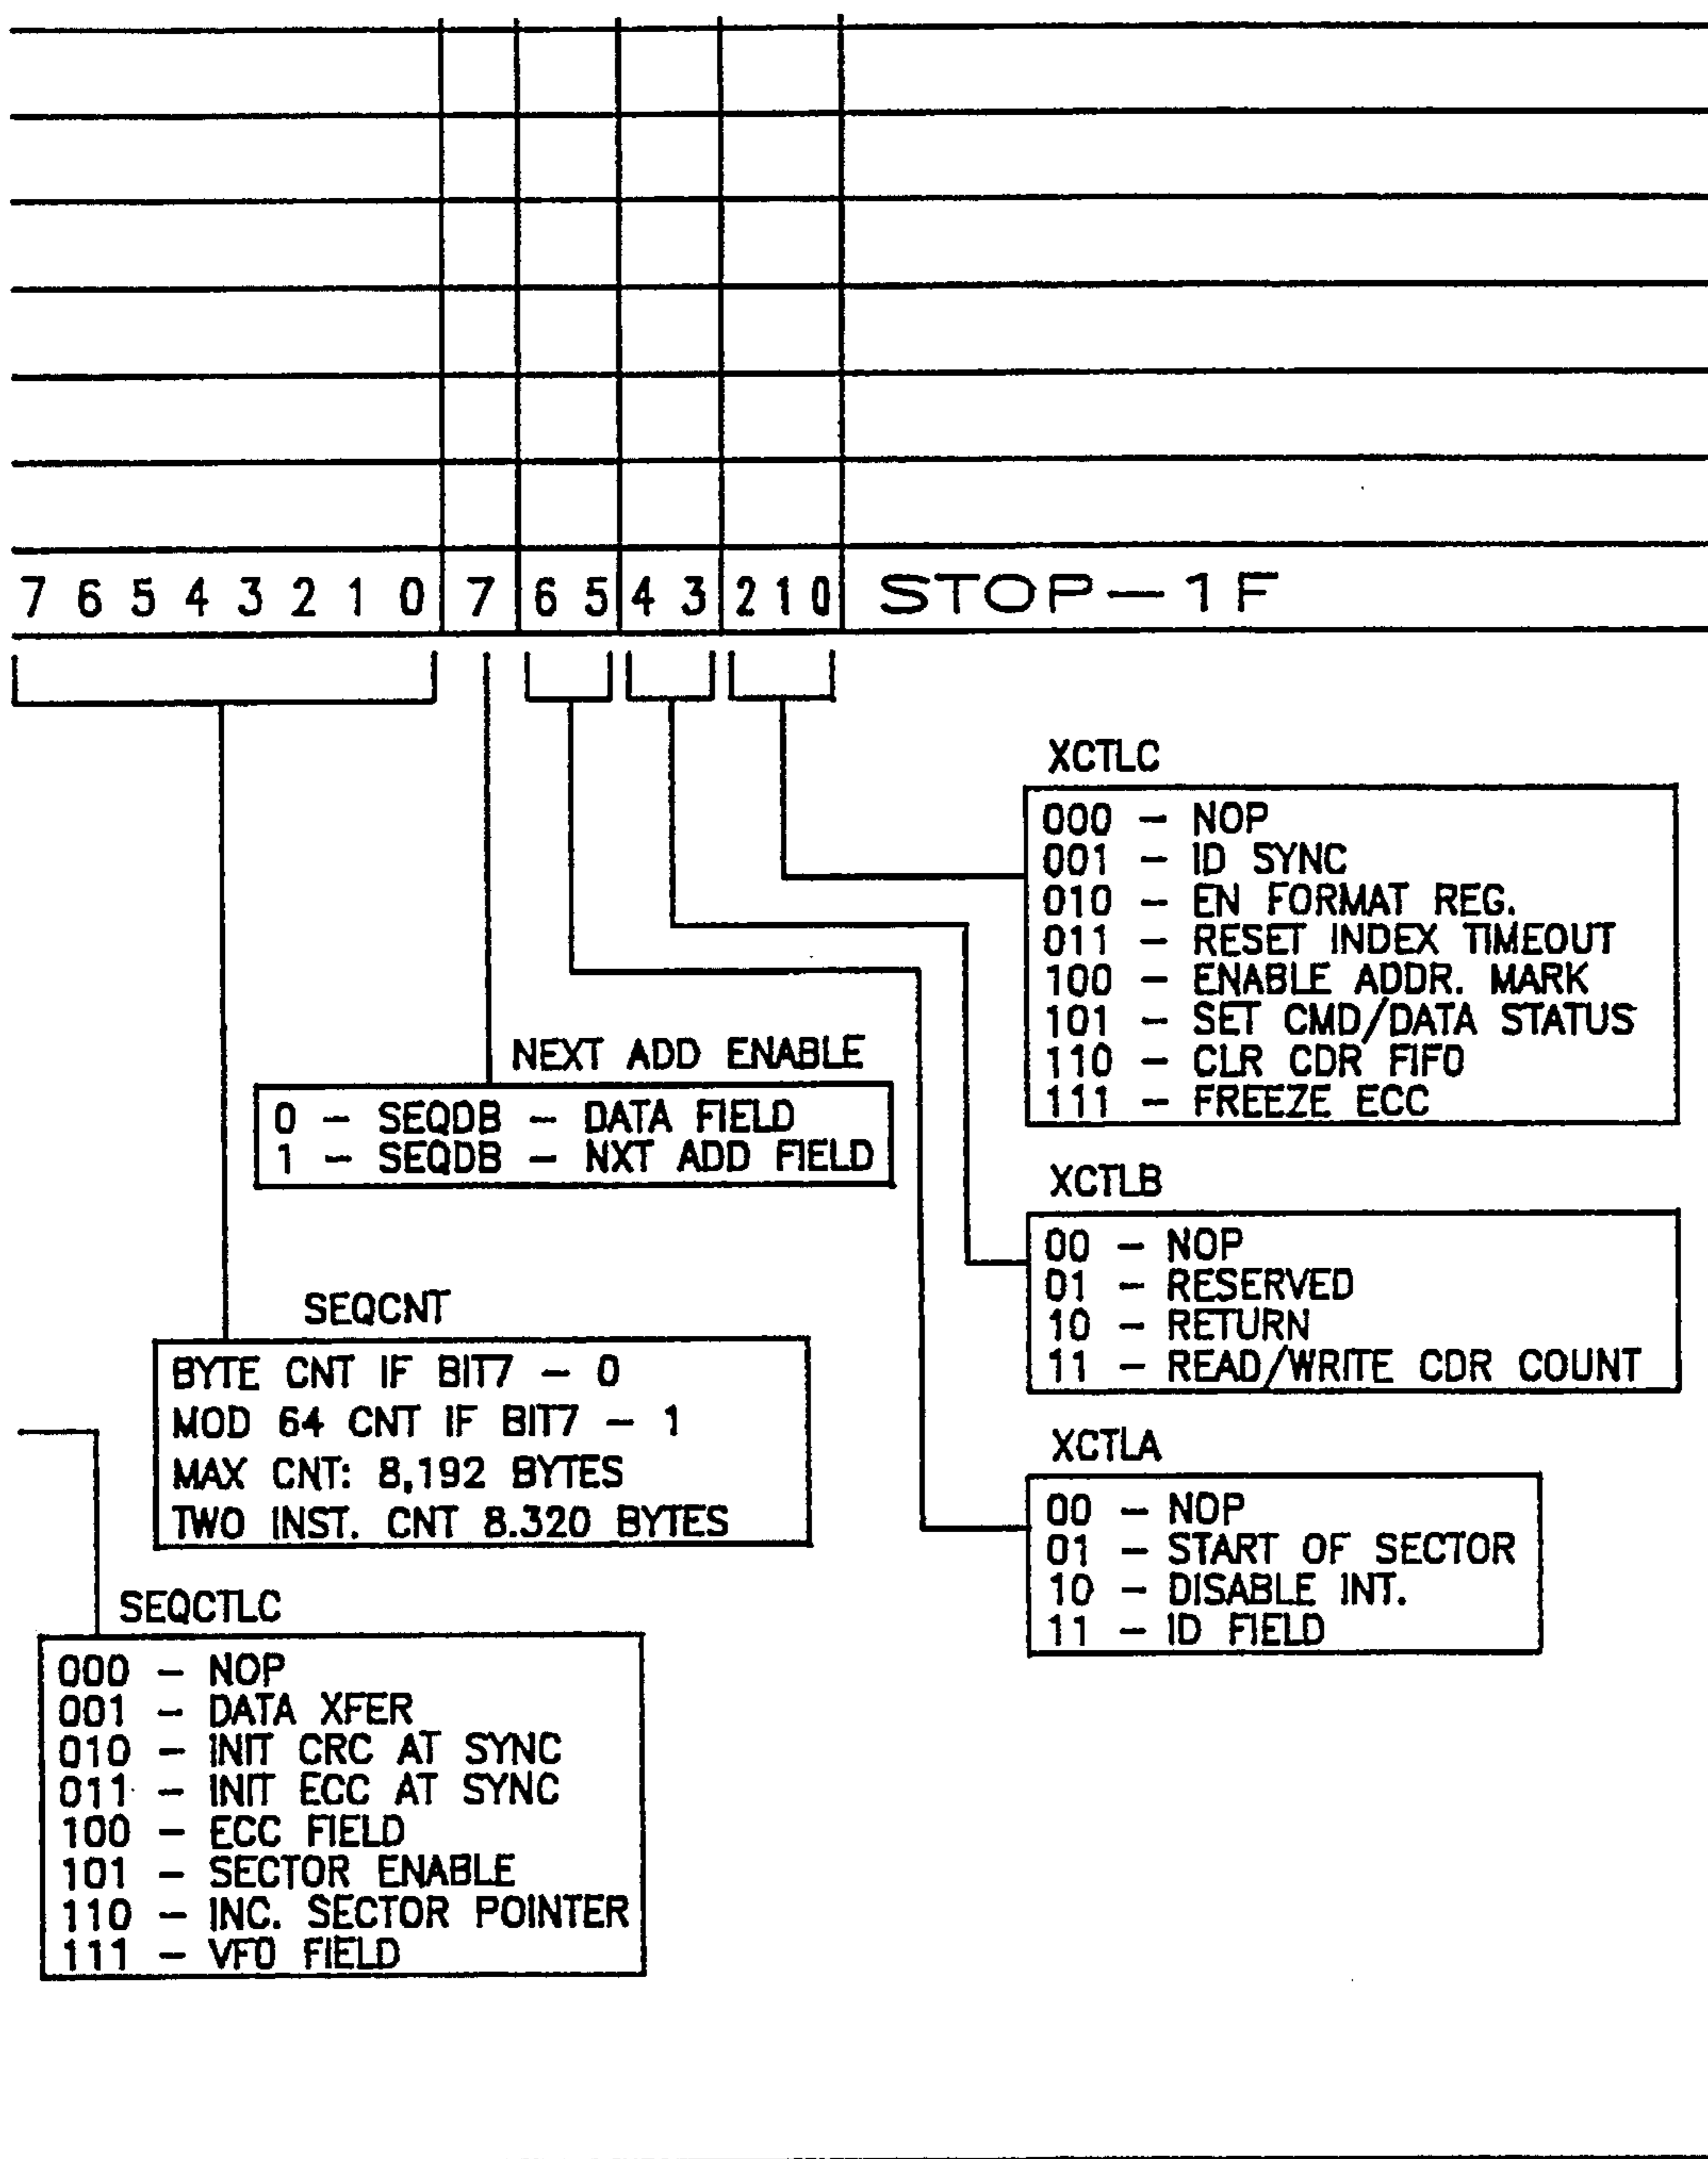 7 6 5 4 3 2 1 0 7 6 5 4 3 2 1 0 STOP-1F
XCTLC
000 - NOP
001 - ID SYNC
010 - EN FORMAT REG.
011 - RESET INDEX TIMEOUT
100 - ENABLE ADDR. MARK
101 - SET CMD/DATA STATUS
110 - CLR CDR FIFO
111 - FREEZE ECC
NEXT ADD ENABLE
0 - SEQDB - DATA FIELD
1 - SEQDB - NXT ADD FIELD
XCTLB
00 - NOP
01 - RESERVED
10 - RETURN
11 - READ/WRITE CDR COUNT
SEQCNT
BYTE CNT IF BIT7 - 0
MOD 64 CNT IF BIT7 - 1
MAX CNT: 8,192 BYTES
TWO INST. CNT 8.320 BYTES
XCTLA
00 - NOP
01 - START OF SECTOR
10 - DISABLE INT.
11 - ID FIELD
SEQCTLC
000 - NOP
001 - DATA XFER
010 - INIT CRC AT SYNC
011 - INIT ECC AT SYNC
100 - ECC FIELD
101 - SECTOR ENABLE
110 - INC. SECTOR POINTER
111 - VFO FIELD